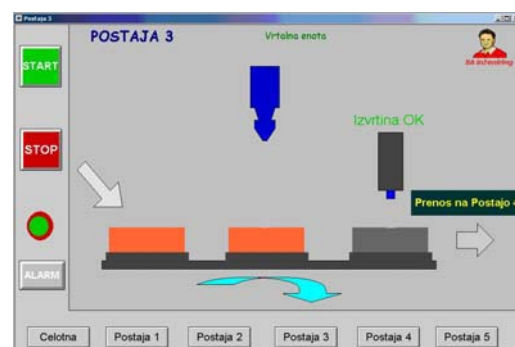 Postaja 3
POSTAJA 3
Vrtalna enota
START
Izvrtina OK
STOP
Prenos na Postajo 4
ALARM
Celotna
Postaja 1
Postaja 2
Postaja 3
Postaja 4
Postaja 5